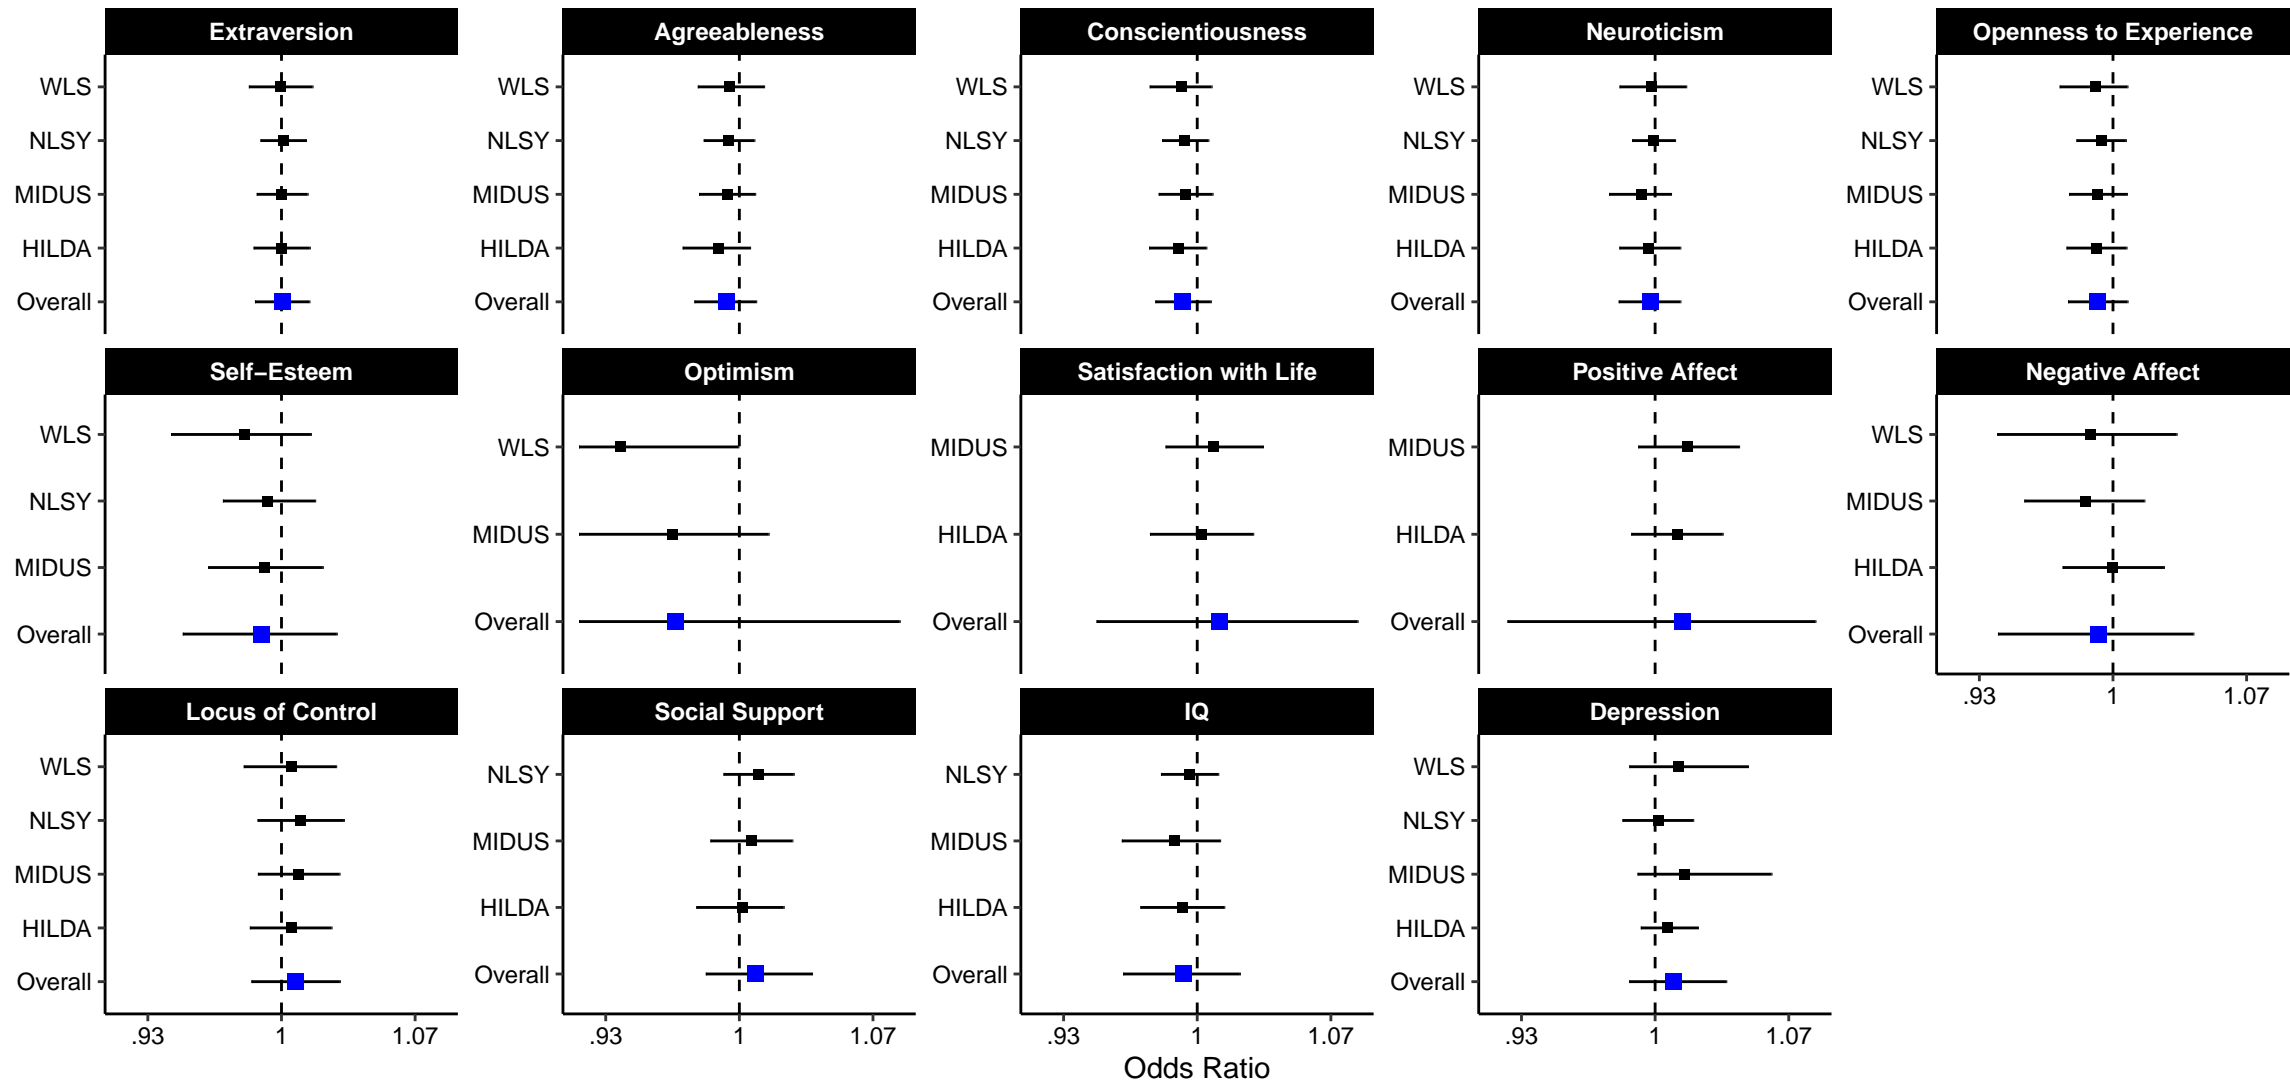 Extraversion
WLS
NLSY
MIDUS
HILDA
Overall
Agreeableness
WLS
NLSY
MIDUS
HILDA
Overall
Conscientiousness
WLS
NLSY
MIDUS
HILDA
Overall
Neuroticism
WLS
NLSY
MIDUS
HILDA
Overall
Openness to Experience
WLS
NLSY
MIDUS
HILDA
Overall
Self−Esteem
WLS
NLSY
MIDUS
Overall
Optimism
WLS
MIDUS
Overall
Satisfaction with Life
MIDUS
HILDA
Overall
Positive Affect
MIDUS
HILDA
Overall
Negative Affect
WLS
MIDUS
HILDA
Overall
.93 1 1.07
Locus of Control
WLS
NLSY
MIDUS
HILDA
Overall
.93 1 1.07
Social Support
NLSY
MIDUS
HILDA
Overall
.93 1 1.07
IQ
NLSY
MIDUS
HILDA
Overall
.93 1 1.07
Depression
WLS
NLSY
MIDUS
HILDA
Overall
.93 1 1.07
Odds Ratio